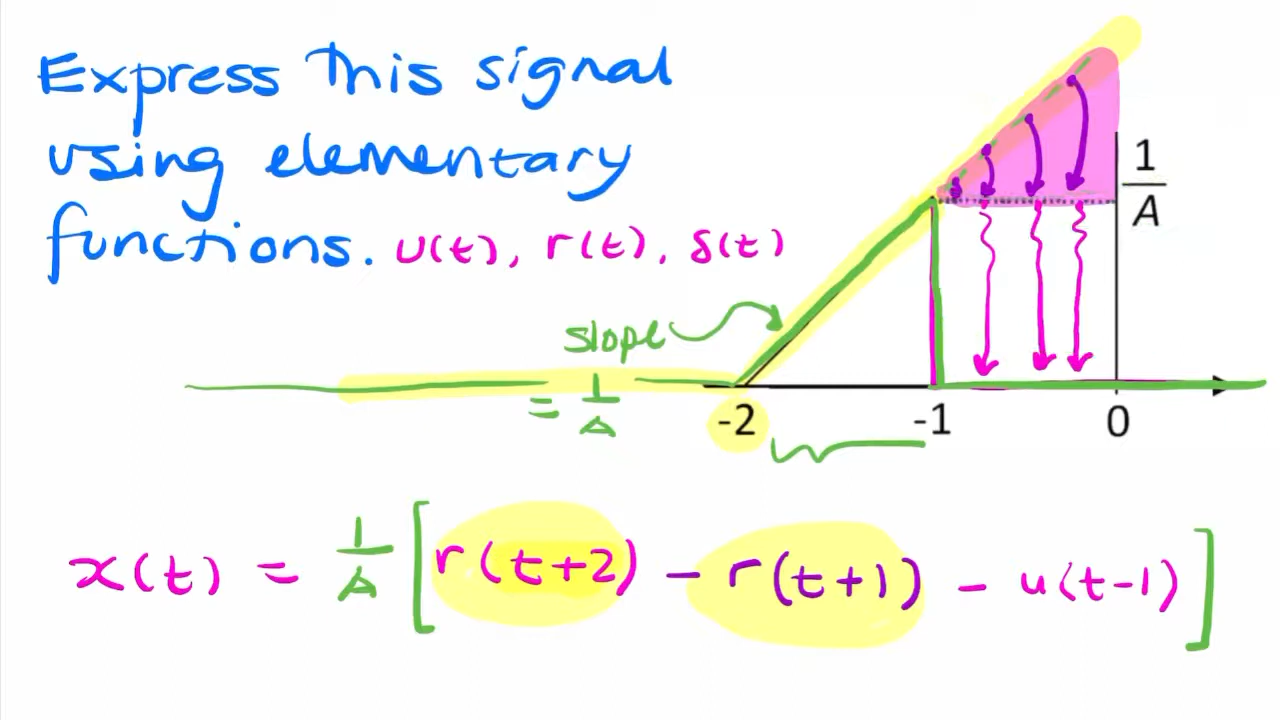 Express this signal
using elementary
functions. u(t), r(t), δ(t)
1/A
slope
= 1/A
-2 -1 0
x(t) = 1/A [r(t+2) - r(t+1) - u(t-1)]